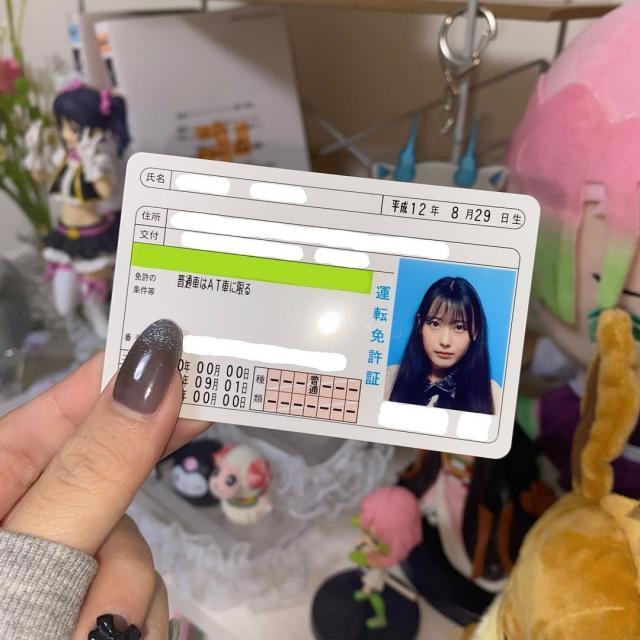 氏名
平成12年 8月29日生
住所
交付
免許の
条件等
普通車はAT車に限る
運転免許証
番
年00月00日
年09月01日
年00月00日
種類
普通